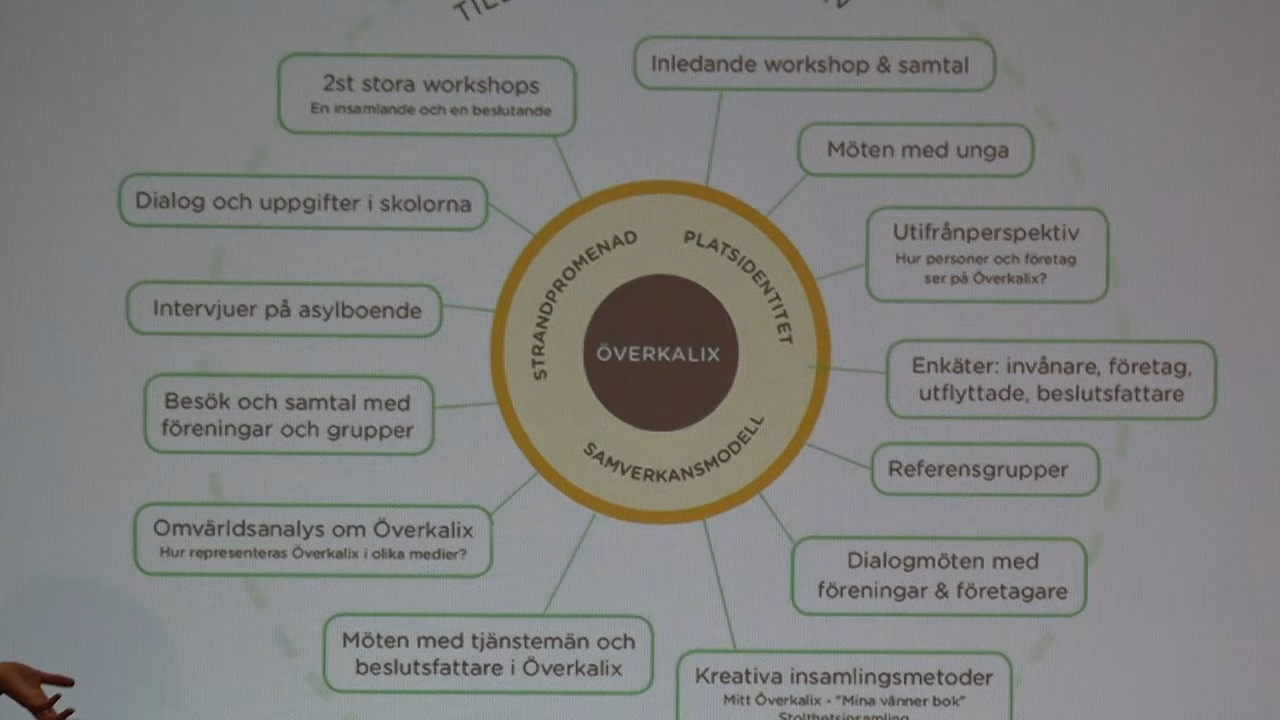 Inledande workshop & samtal
2st stora workshops
En insamlande och en beslutande
Möten med unga
Dialog och uppgifter i skolorna
Utifrånperspektiv
Hur personer och företag
ser på Överkalix?
STRANDPROMENAD
PLATSIDENTITET
Intervjuer på asylboende
ÖVERKALIX
Enkäter: invånare, företag,
utflyttade, beslutsfattare
Besök och samtal med
föreningar och grupper
SAMVERKANSMODELL
Referensgrupper
Omvärldsanalys om Överkalix
Hur representeras Överkalix i olika medier?
Dialogmöten med
föreningar & företagare
Möten med tjänstemän och
beslutsfattare i Överkalix
Kreativa insamlingsmetoder
Mitt Överkalix - "Mina vänner bok"
Stolthetsinsamling